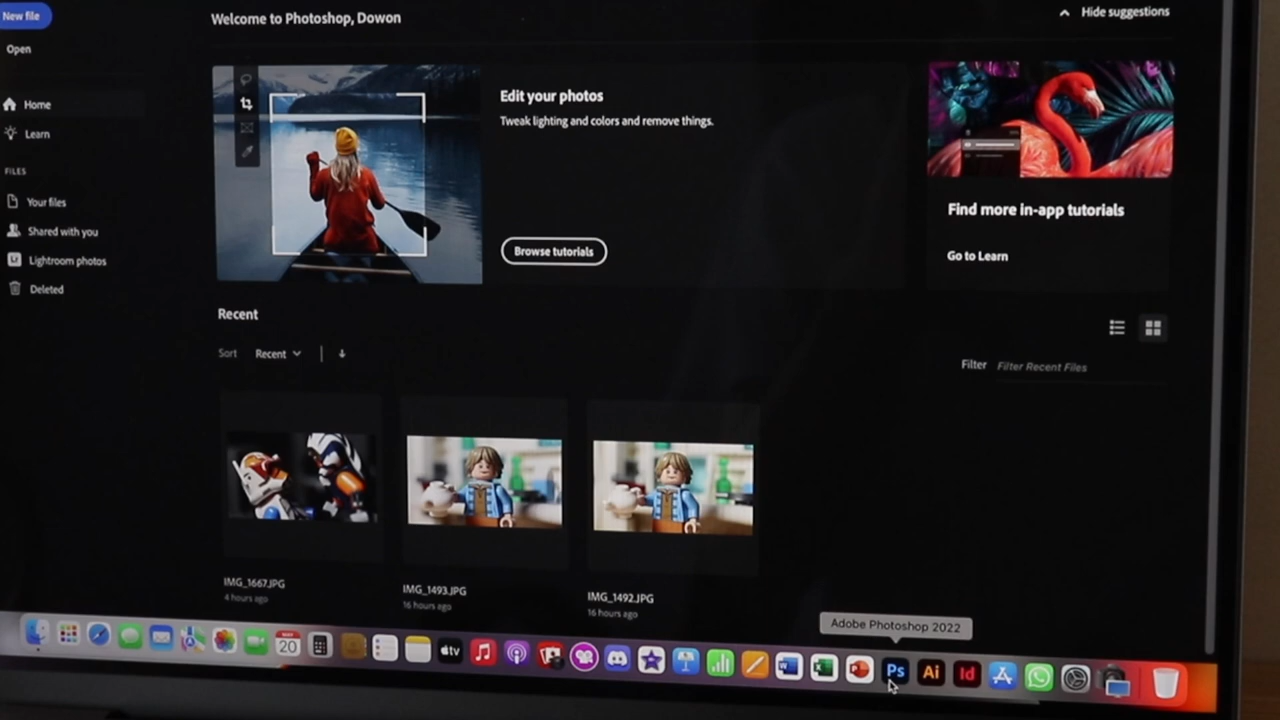 New file
Welcome to Photoshop, Dowon
Hide suggestions
Open
Home
Learn
FILES
Your files
Shared with you
Lightroom photos
Deleted
Edit your photos
Tweak lighting and colors and remove things.
Browse tutorials
Find more in-app tutorials
Go to Learn
Recent
Sort Recent
Filter Filter Recent Files
IMG_1667.JPG
4 hours ago
IMG_1493.JPG
16 hours ago
IMG_1492.JPG
16 hours ago
Adobe Photoshop 2022
20
tv
Ps
Ai
Id